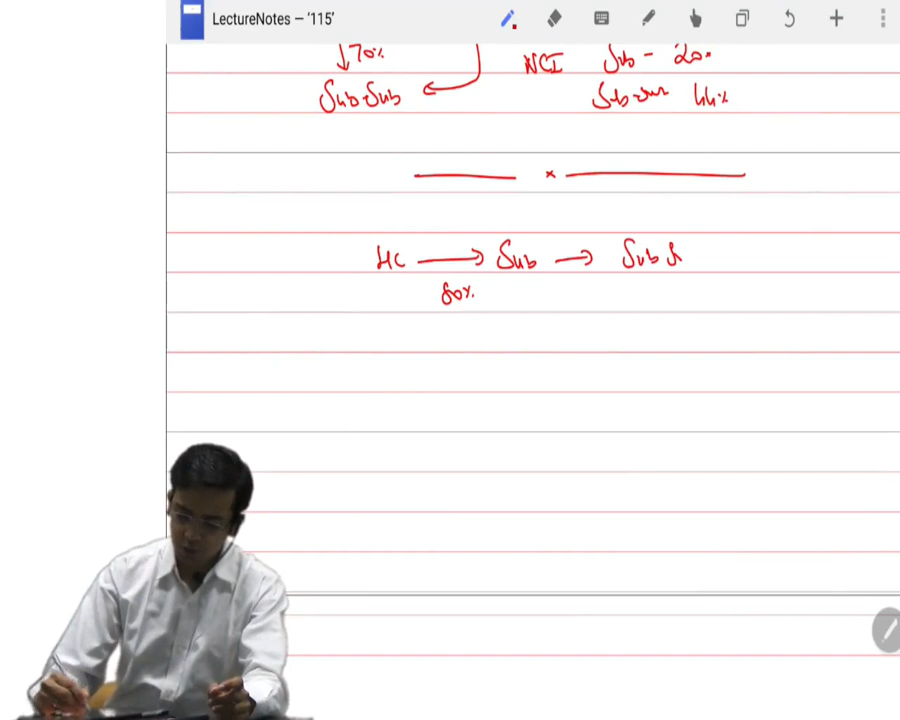 LectureNotes – '115'
↓70% NCI Sub - 20%
Sub-Sub Sub-Sub 44%
x
HC → Sub → Sub S
80%